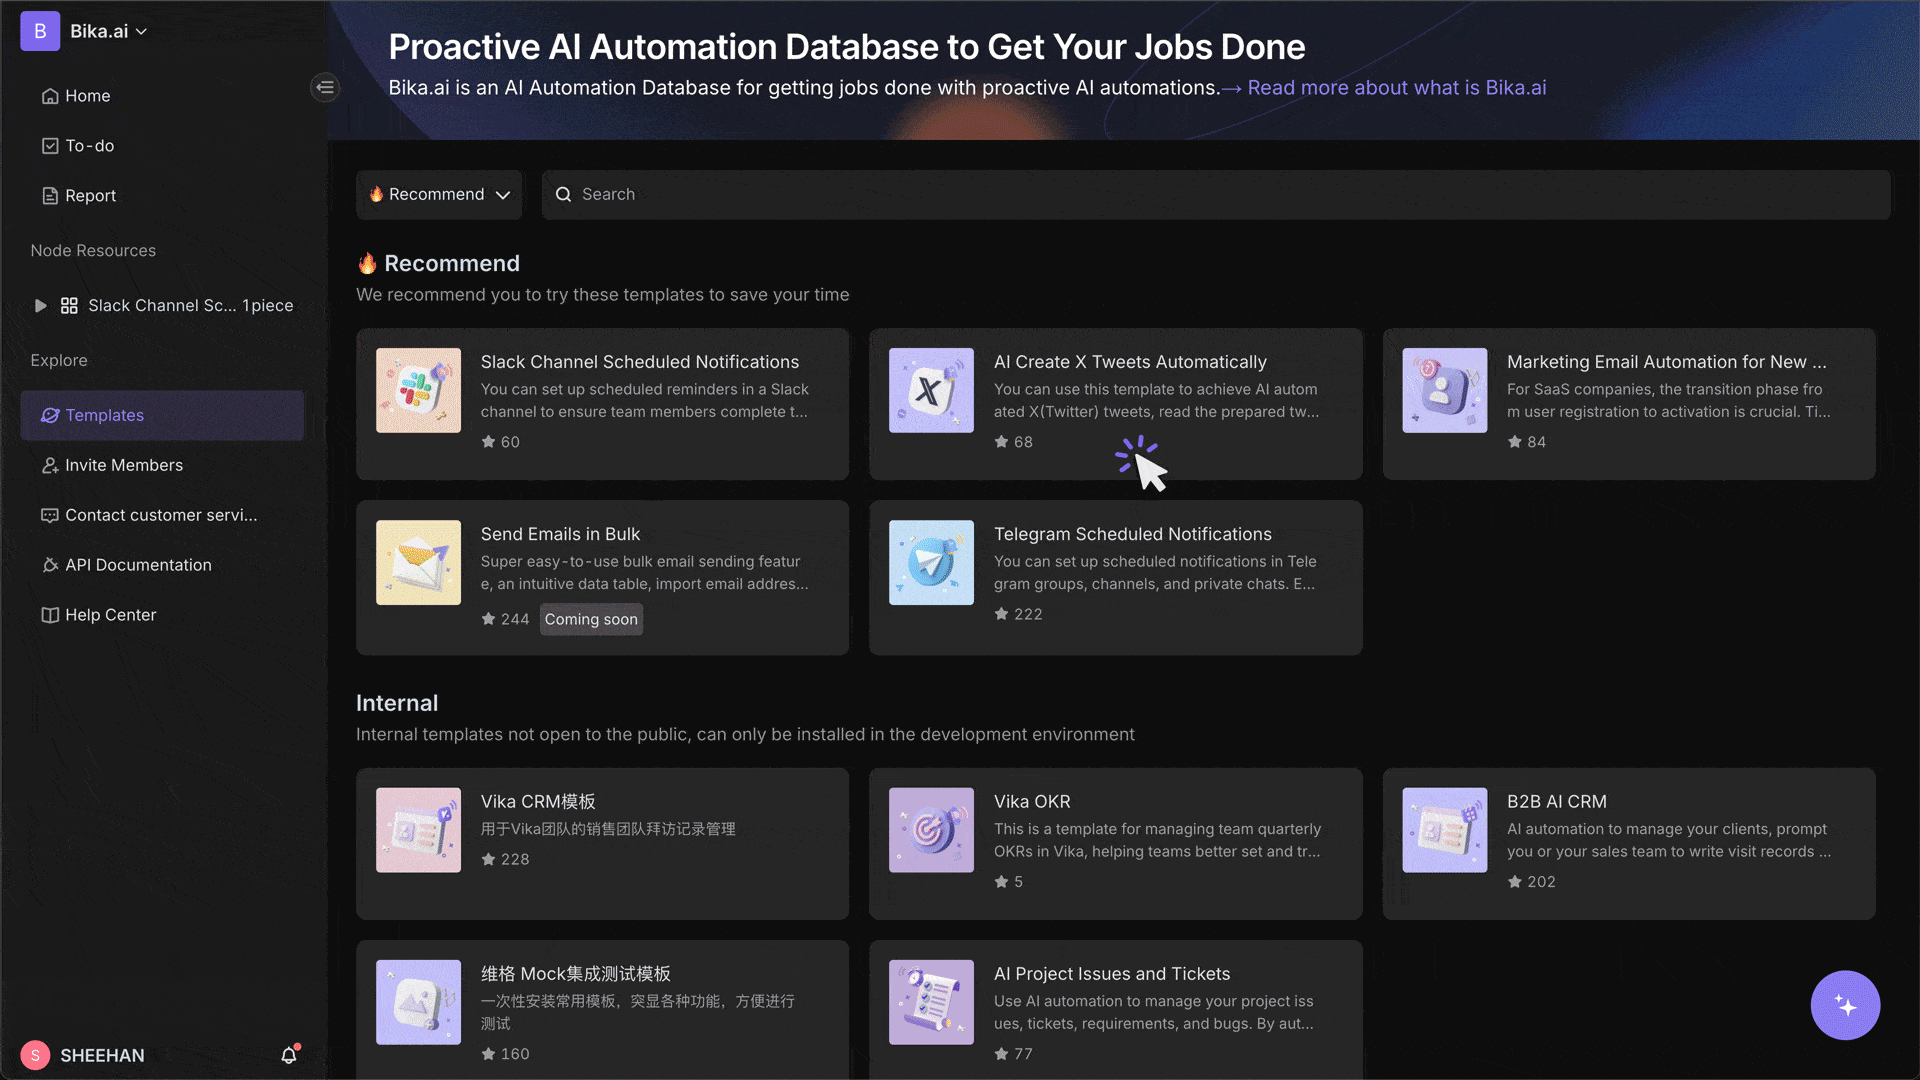 B Bika.ai
Home
To-do
Report
Node Resources
Slack Channel Sc... 1 piece
Explore
Templates
Invite Members
Contact customer servi...
API Documentation
Help Center
S SHEEHAN
Proactive AI Automation Database to Get Your Jobs Done
Bika.ai is an AI Automation Database for getting jobs done with proactive AI automations.→ Read more about what is Bika.ai
Recommend
Search
Recommend
We recommend you to try these templates to save your time
Slack Channel Scheduled Notifications
You can set up scheduled reminders in a Slack
channel to ensure team members complete t...
60
AI Create X Tweets Automatically
You can use this template to achieve AI autom
ated X(Twitter) tweets, read the prepared tw...
68
Marketing Email Automation for New ...
For SaaS companies, the transition phase fro
m user registration to activation is crucial. Ti...
84
Send Emails in Bulk
Super easy-to-use bulk email sending featur
e, an intuitive data table, import email addres...
244 Coming soon
Telegram Scheduled Notifications
You can set up scheduled notifications in Tele
gram groups, channels, and private chats. E...
222
Internal
Internal templates not open to the public, can only be installed in the development environment
Vika CRM模板
用于Vika团队的销售团队拜访记录管理
228
Vika OKR
This is a template for managing team quarterly
OKRs in Vika, helping teams better set and tr...
5
B2B AI CRM
AI automation to manage your clients, prompt
you or your sales team to write visit records ...
202
维格 Mock集成测试模板
一次性安装常用模板，突显各种功能，方便进行
测试
160
AI Project Issues and Tickets
Use AI automation to manage your project iss
ues, tickets, requirements, and bugs. By aut...
77